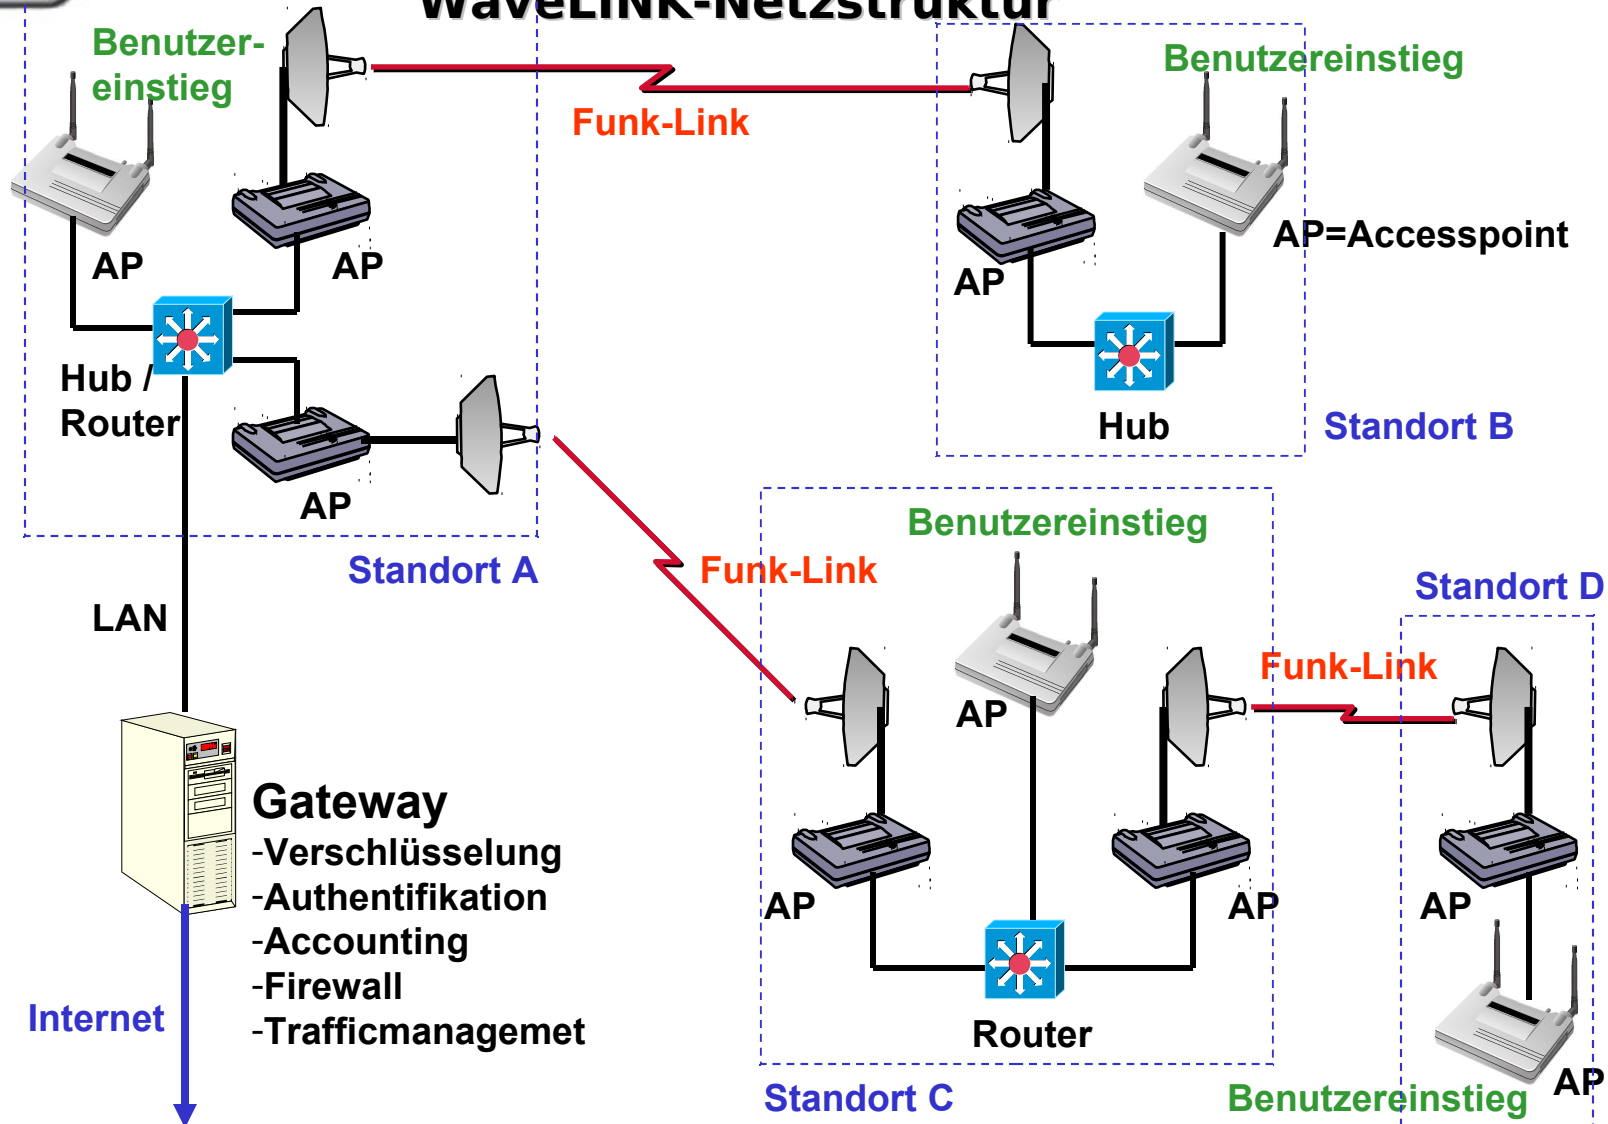 WaveLINK-Netzstruktur
Benutzer-
einstieg
Benutzereinstieg
Funk-Link
AP=Accesspoint
AP
AP
AP
Hub /
Router
Hub
Standort B
AP
Standort A
Benutzereinstieg
Funk-Link
Standort D
LAN
Funk-Link
AP
Gateway
-Verschlüsselung
-Authentifikation
-Accounting
-Firewall
-Trafficmanagemet
AP
AP
AP
Internet
Router
Standort C
Benutzereinstieg
AP